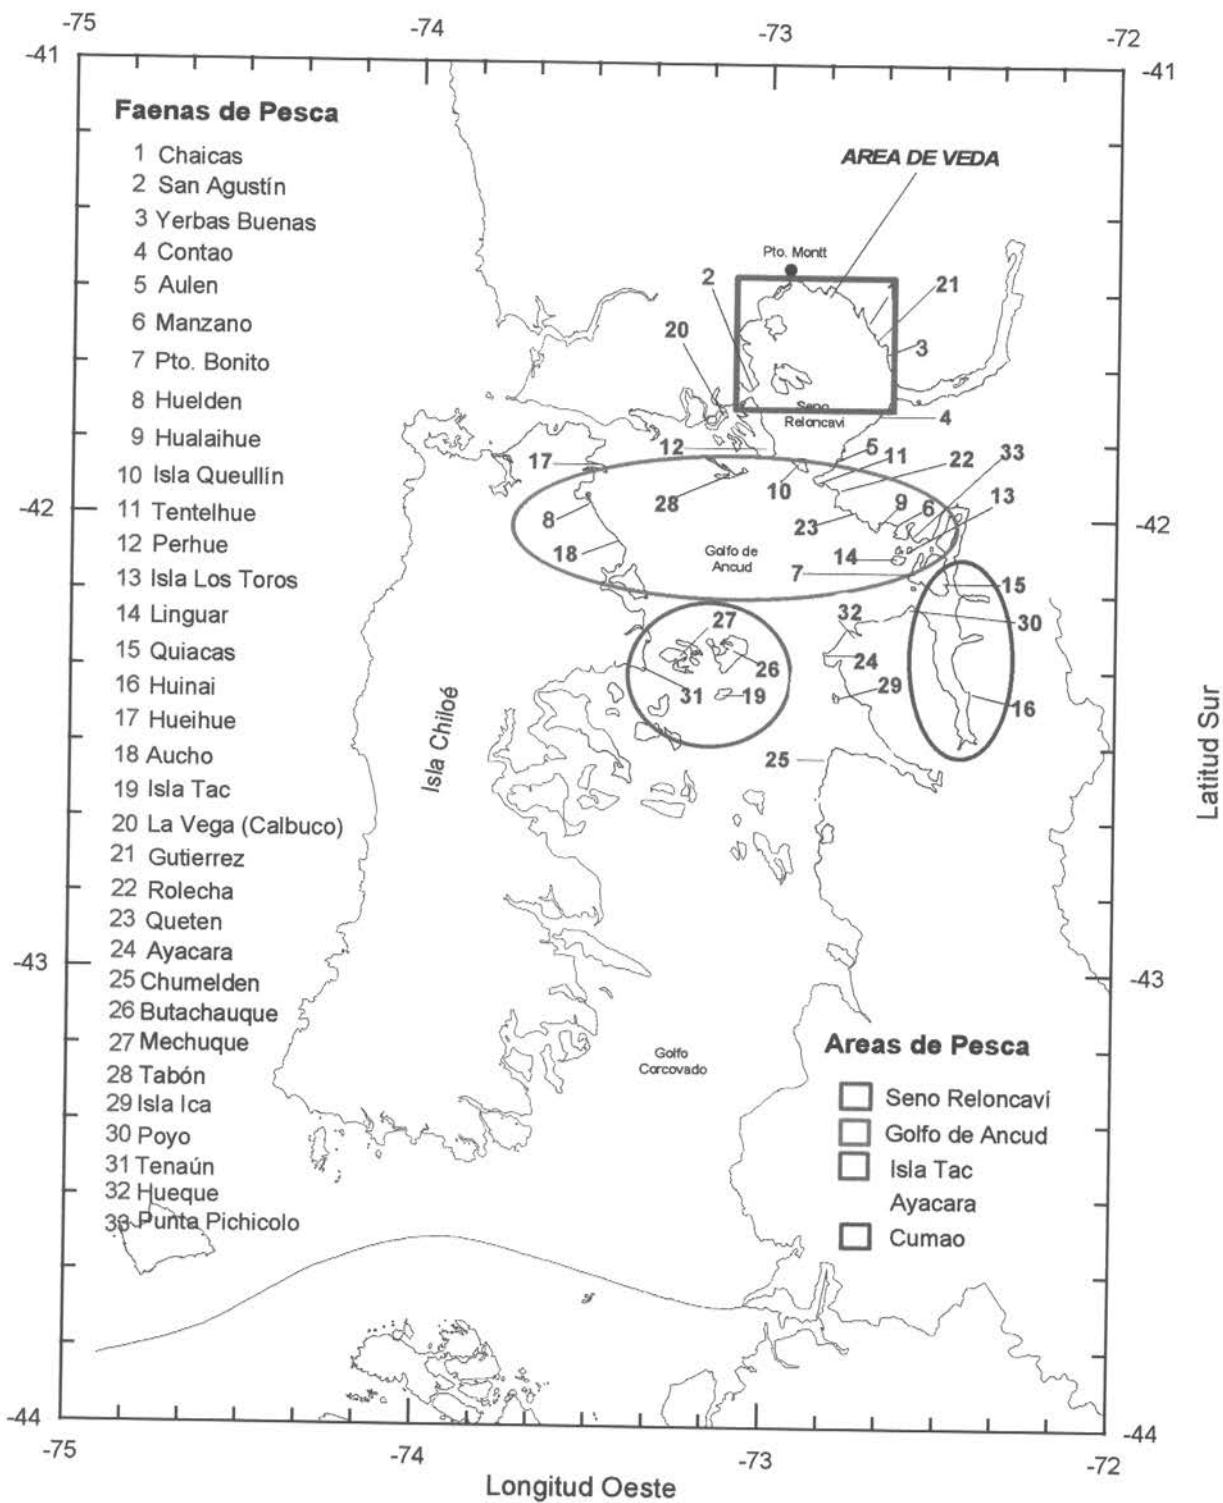 -75
-74
-73
-72
-41
-41
Faenas de Pesca
1 Chaicas
2 San Agustín
3 Yerbas Buenas
4 Contao
5 Aulen
6 Manzano
7 Pto. Bonito
8 Huelden
9 Hualaihue
10 Isla Queullín
11 Tentelhue
12 Perhue
13 Isla Los Toros
14 Linguar
15 Quiacas
16 Huinai
17 Hueihue
18 Aucho
19 Isla Tac
20 La Vega (Calbuco)
21 Gutierrez
22 Rolecha
23 Queten
24 Ayacara
25 Chumelden
26 Butachauque
27 Mechuque
28 Tabón
29 Isla Ica
30 Poyo
31 Tenaún
32 Hueque
33 Punta Pichicolo
AREA DE VEDA
Pto. Montt
2
21
20
3
Seno
Reloncaví
4
12
5
33
11
22
17
10
28
13
8
9
6
23
-42
-42
18
Golfo de
Ancud
14
7
15
27
32
30
24
26
29
31
19
16
Isla Chiloé
25
Latitud Sur
-43
-43
Golfo
Corcovado
Areas de Pesca
Seno Reloncaví
Golfo de Ancud
Isla Tac
Ayacara
Cumao
-44
-44
-75
-74
-73
-72
Longitud Oeste